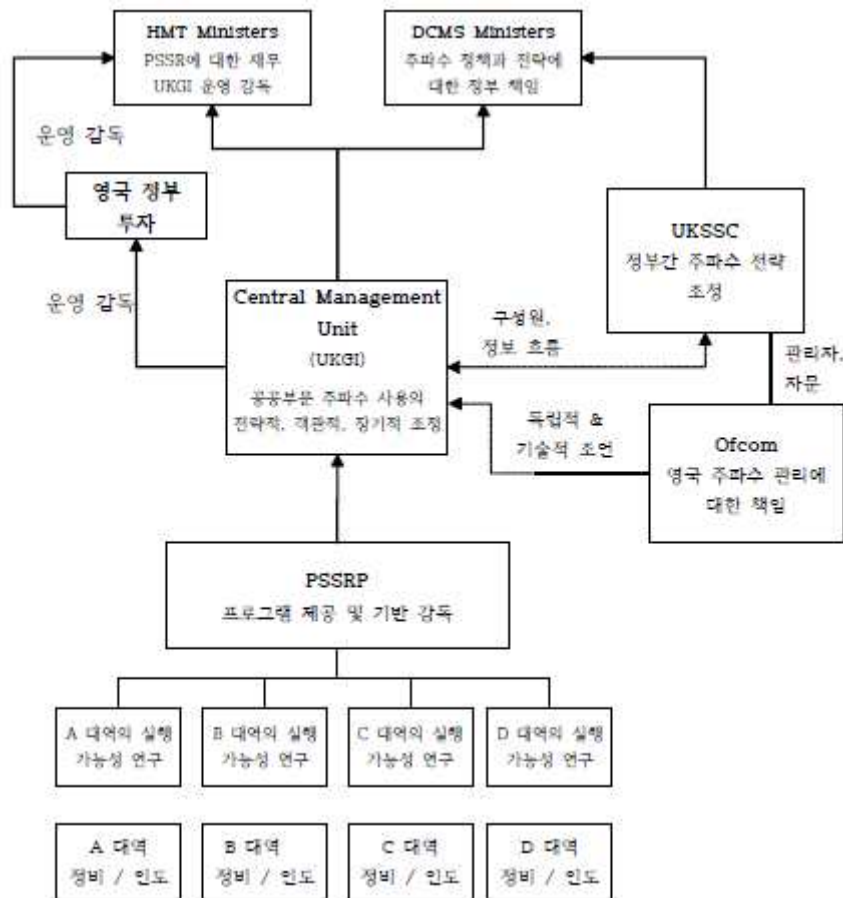 HMT Ministers
PSSR에 대한 재무
UKGI 운영 감독
DCMS Ministers
주파수 정책과 전략에
대한 정부 책임
운영 감독
영국 정부
투자
UKSSC
정부간 주파수 전략
조정
운영 감독
Central Management
Unit
(UKGI)
공공부문 주파수 사용의
전략적, 객관적, 장기적 조정
구성원,
정보 흐름
관리자,
자문
독립적 &
기술적 조언
Ofcom
영국 주파수 관리에
대한 책임
PSSRP
프로그램 제공 및 기반 감독
A 대역의 실행
가능성 연구
B 대역의 실행
가능성 연구
C 대역의 실행
가능성 연구
D 대역의 실행
가능성 연구
A 대역
정비 / 인도
B 대역
정비 / 인도
C 대역
정비 / 인도
D 대역
정비 / 인도